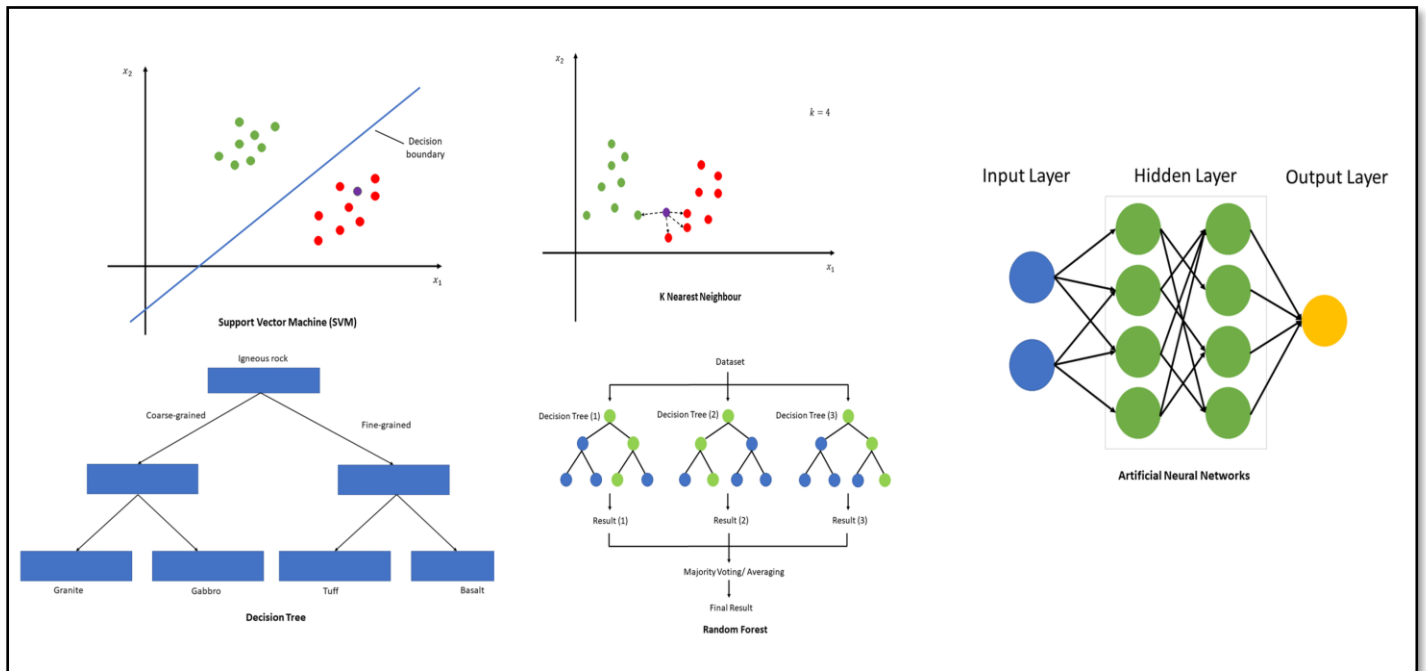 x₂
Decision
boundary
x₁
Support Vector Machine (SVM)
x₂
k = 4
x₁
K Nearest Neighbour
Input Layer
Hidden Layer
Output Layer
Artificial Neural Networks
Igneous rock
Coarse-grained
Fine-grained
Granite
Gabbro
Tuff
Basalt
Decision Tree
Dataset
Decision Tree (1)
Decision Tree (2)
Decision Tree (3)
Result (1)
Result (2)
Result (3)
Majority Voting/ Averaging
Final Result
Random Forest